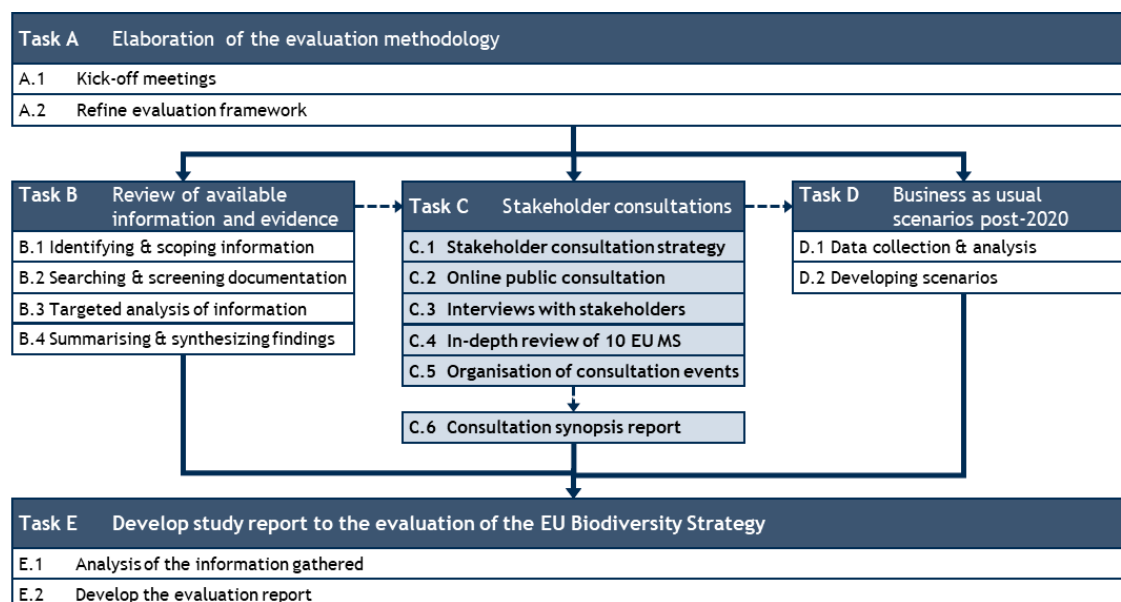 Task A Elaboration of the evaluation methodology
A.1 Kick-off meetings
A.2 Refine evaluation framework
Task B Review of available
information and evidence
B.1 Identifying & scoping information
B.2 Searching & screening documentation
B.3 Targeted analysis of information
B.4 Summarising & synthesizing findings
Task C Stakeholder consultations
C.1 Stakeholder consultation strategy
C.2 Online public consultation
C.3 Interviews with stakeholders
C.4 In-depth review of 10 EU MS
C.5 Organisation of consultation events
C.6 Consultation synopsis report
Task D Business as usual
scenarios post-2020
D.1 Data collection & analysis
D.2 Developing scenarios
Task E Develop study report to the evaluation of the EU Biodiversity Strategy
E.1 Analysis of the information gathered
E.2 Develop the evaluation report